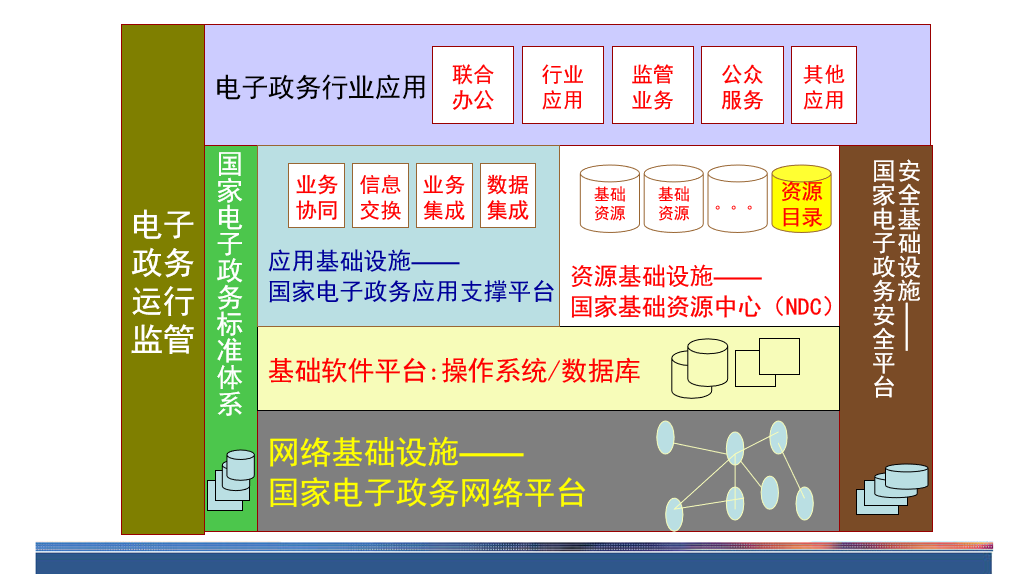 电子政务行业应用
联合
办公
行业
应用
监管
业务
公众
服务
其他
应用
电子
政务
运行
监管
国家电子政务标准体系
业务
协同
信息
交换
业务
集成
数据
集成
应用基础设施——
国家电子政务应用支撑平台
基础
资源
基础
资源
。。。
资源
目录
资源基础设施——
国家基础资源中心（NDC）
安全基础设施——
国家电子政务安全平台
基础软件平台:操作系统/数据库
网络基础设施——
国家电子政务网络平台